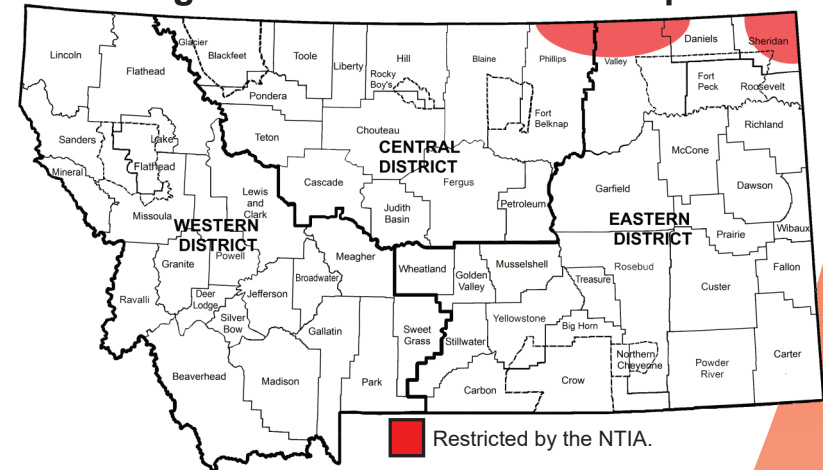 Glacier
Lincoln
Flathead
Blackfeet
Toole
Liberty
Hill
Rocky
Boy's
Blaine
Phillips
Valley
Daniels
Sheridan
Pondera
Fort
Belknap
Fort
Peck
Roosevelt
Teton
Chouteau
CENTRAL
DISTRICT
Richland
Sanders
Lake
Flathead
Mineral
Missoula
Lewis
and
Clark
Cascade
Judith
Basin
Fergus
Petroleum
Garfield
McCone
Dawson
WESTERN
DISTRICT
EASTERN
DISTRICT
Prairie
Wibaux
Powell
Granite
Meagher
Broadwater
Wheatland
Golden
Valley
Musselshell
Treasure
Rosebud
Custer
Fallon
Ravalli
Deer
Lodge
Jefferson
Silver
Bow
Gallatin
Sweet
Grass
Stillwater
Yellowstone
Big Horn
Beaverhead
Madison
Park
Carbon
Crow
Northern
Cheyenne
Powder
River
Carter
Restricted by the NTIA.